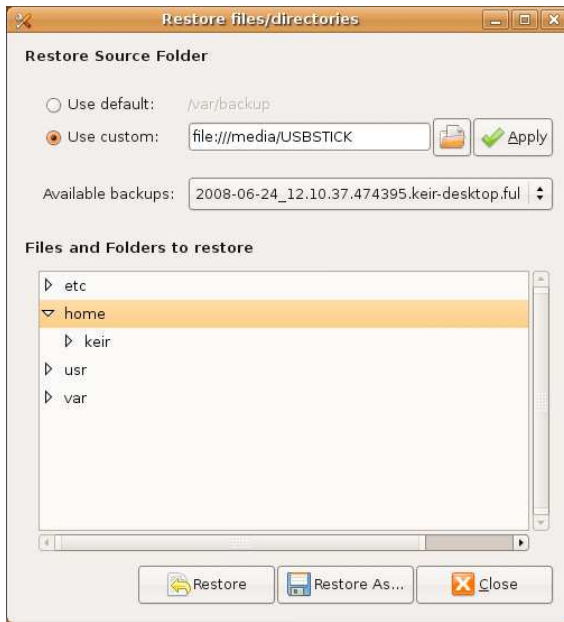 Restore files/directories
Restore Source Folder
Use default: /var/backup
Use custom: file:///media/USBSTICK Apply
Available backups: 2008-06-24_12.10.37.474395.keir-desktop.ful
Files and Folders to restore
etc
home
keir
usr
var
Restore Restore As... Close